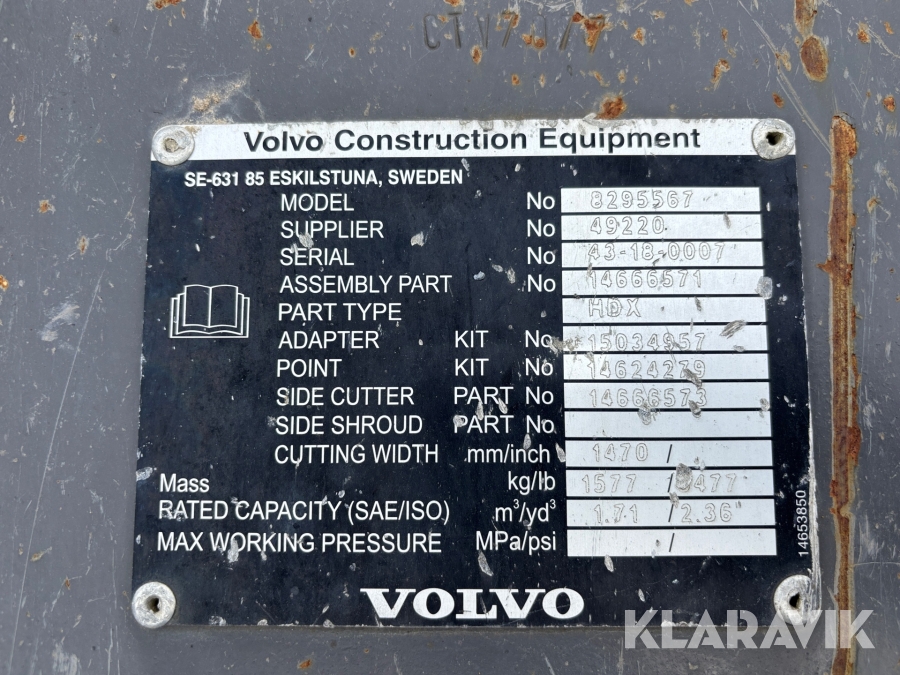 Volvo Construction Equipment
SE-631 85 ESKILSTUNA, SWEDEN
MODEL No 8295567
SUPPLIER No 49220
SERIAL No 43-18-0007
ASSEMBLY PART No 14666571
PART TYPE HDX
ADAPTER KIT No 15034957
POINT KIT No 14624279
SIDE CUTTER PART No 14666573
SIDE SHROUD PART No
CUTTING WIDTH mm/inch 1470 /
Mass kg/lb 1577 /
RATED CAPACITY (SAE/ISO) m³/yd³ 1.71 / 2.36
MAX WORKING PRESSURE MPa/psi /
14653850
VOLVO
KLARAVIK